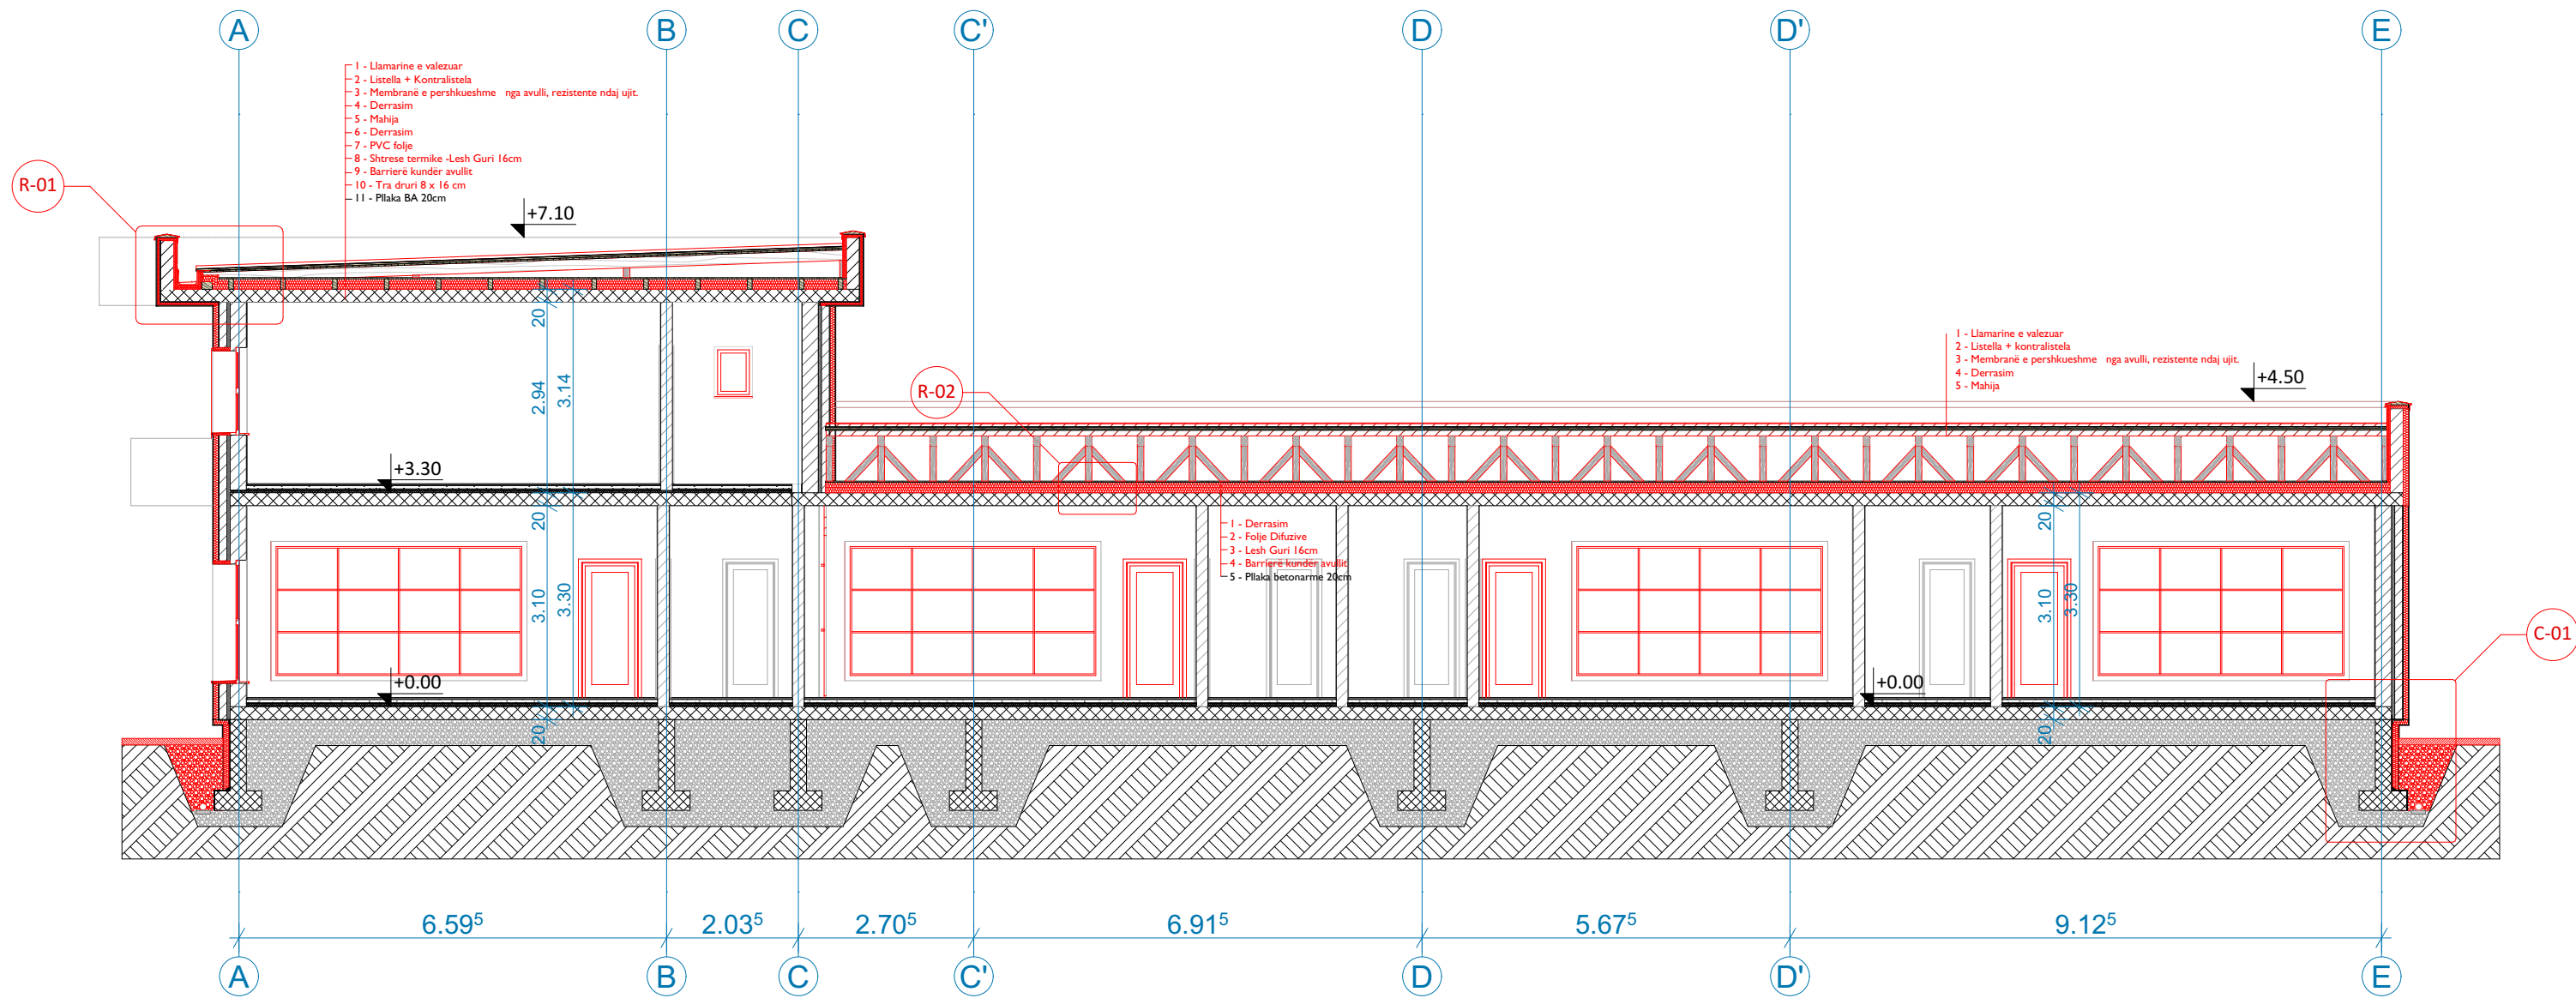 A B C C' D D' E
1 - Llamarine e valezuar
2 - Listella + Kontralistela
3 - Membranë e pershkueshme nga avulli, rezistente ndaj ujit.
4 - Derrasim
5 - Mahija
6 - Derrasim
7 - PVC folje
8 - Shtrese termike -Lesh Guri 16cm
9 - Barrierë kundër avullit
10 - Tra druri 8 x 16 cm
11 - Pllaka BA 20cm
R-01
+7.10
20
2.94
3.14
1 - Llamarine e valezuar
2 - Listella + kontralistela
3 - Membranë e pershkueshme nga avulli, rezistente ndaj ujit.
4 - Derrasim
5 - Mahija
+4.50
R-02
+3.30
20
3.10
3.30
1 - Derrasim
2 - Folje Difuzive
3 - Lesh Guri 16cm
4 - Barrierë kundër avullit
5 - Pllaka betonarme 20cm
20
3.10
3.30
C-01
+0.00
+0.00
20
20
6.59⁵ 2.03⁵ 2.70⁵ 6.91⁵ 5.67⁵ 9.12⁵
A B C C' D D' E